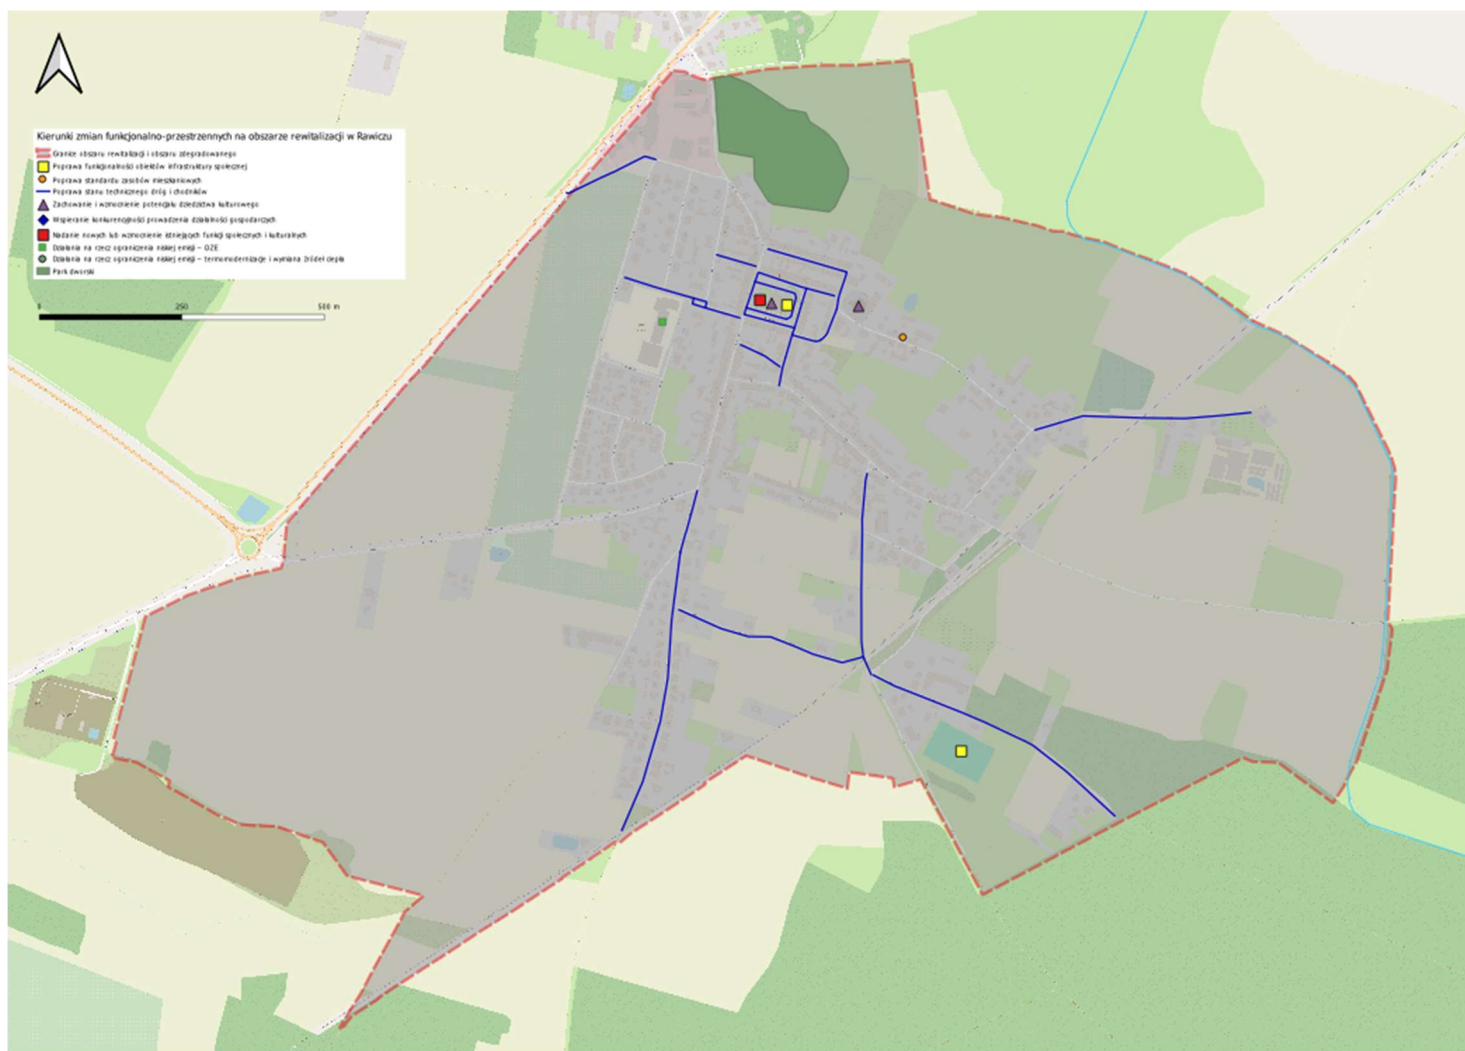 Kierunki zmian funkcjonalno-przestrzennych na obszarze rewitalizacji w Rawiczu
Granice obszaru rewitalizacji i obszaru zdegradowanego
Poprawa funkcjonalności obiektów infrastruktury społecznej
Poprawa standardu zasobów mieszkaniowych
Poprawa stanu technicznego dróg i chodników
Zachowanie i wzmocnienie potencjału dziedzictwa kulturowego
Wspieranie konkurencyjności prowadzenia działalności gospodarczych
Nadanie nowych lub wzmocnienie istniejących funkcji społecznych i kulturalnych
Działania na rzecz ograniczenia niskiej emisji – OZE
Działania na rzecz ograniczenia niskiej emisji – termomodernizacje i wymiana źródeł ciepła
Park dworski
0 250 500 m